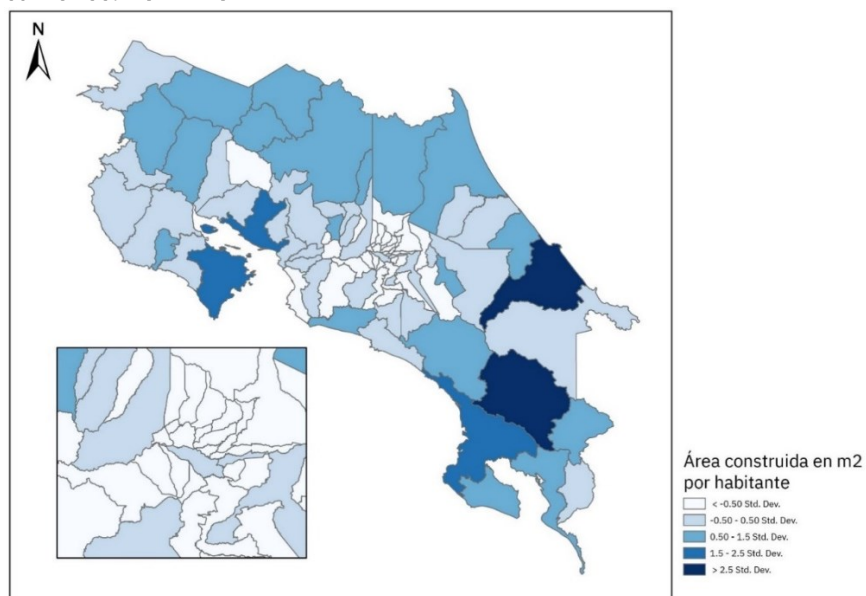 N
Área construida en m2
por habitante
< -0.50 Std. Dev.
-0.50 - 0.50 Std. Dev.
0.50 - 1.5 Std. Dev.
1.5 - 2.5 Std. Dev.
> 2.5 Std. Dev.